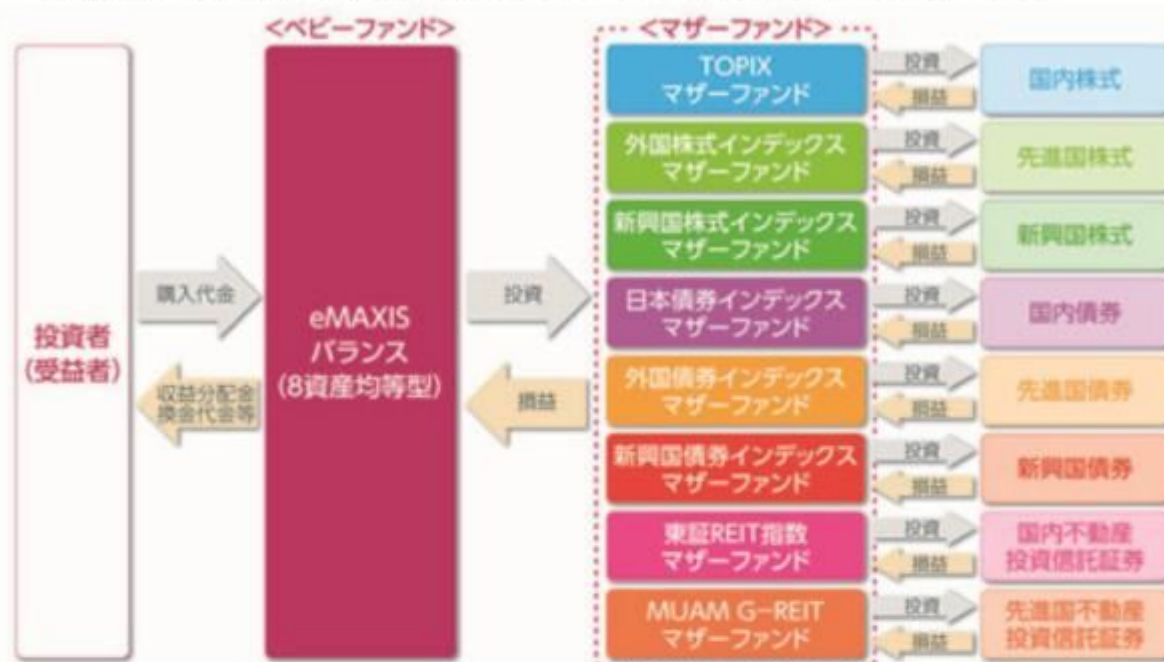 <ベビーファンド>
<マザーファンド>
投資者
(受益者)
購入代金
収益分配金
換金代金等
eMAXIS
バランス
(8資産均等型)
投資
損益
TOPIX
マザーファンド
投資
損益
国内株式
外国株式インデックス
マザーファンド
投資
損益
先進国株式
新興国株式インデックス
マザーファンド
投資
損益
新興国株式
日本債券インデックス
マザーファンド
投資
損益
国内債券
外国債券インデックス
マザーファンド
投資
損益
先進国債券
新興国債券インデックス
マザーファンド
投資
損益
新興国債券
東証REIT指数
マザーファンド
投資
損益
国内不動産
投資信託証券
MUAM G-REIT
マザーファンド
投資
損益
先進国不動産
投資信託証券